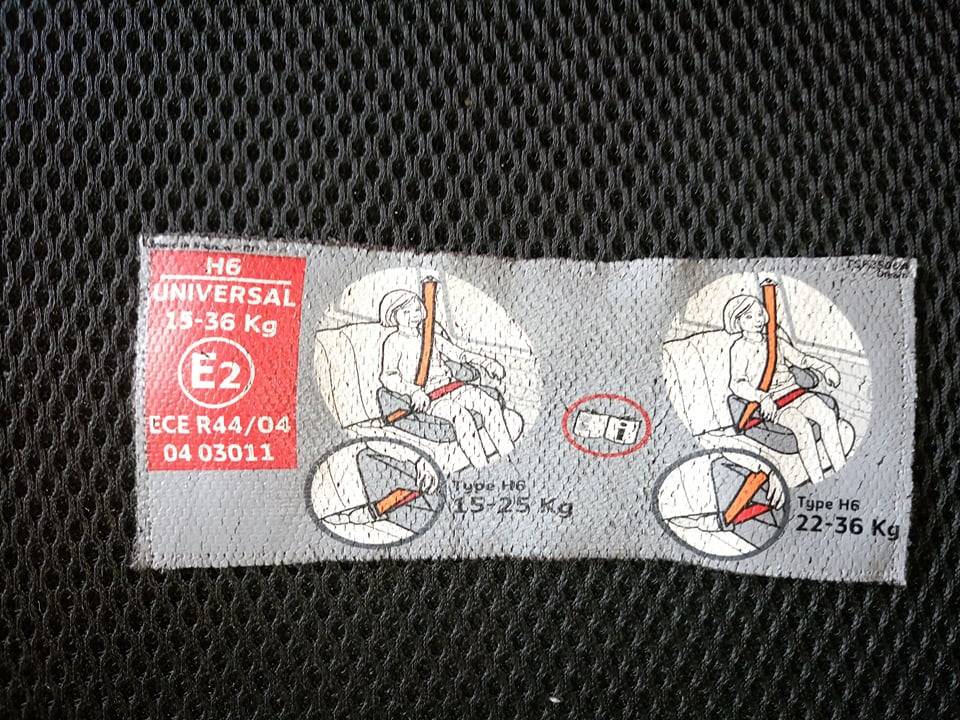 H6
UNIVERSAL
15-36 Kg
E2
ECE R44/04
04 03011
Type H6
15-25 Kg
i
Type H6
22-36 Kg